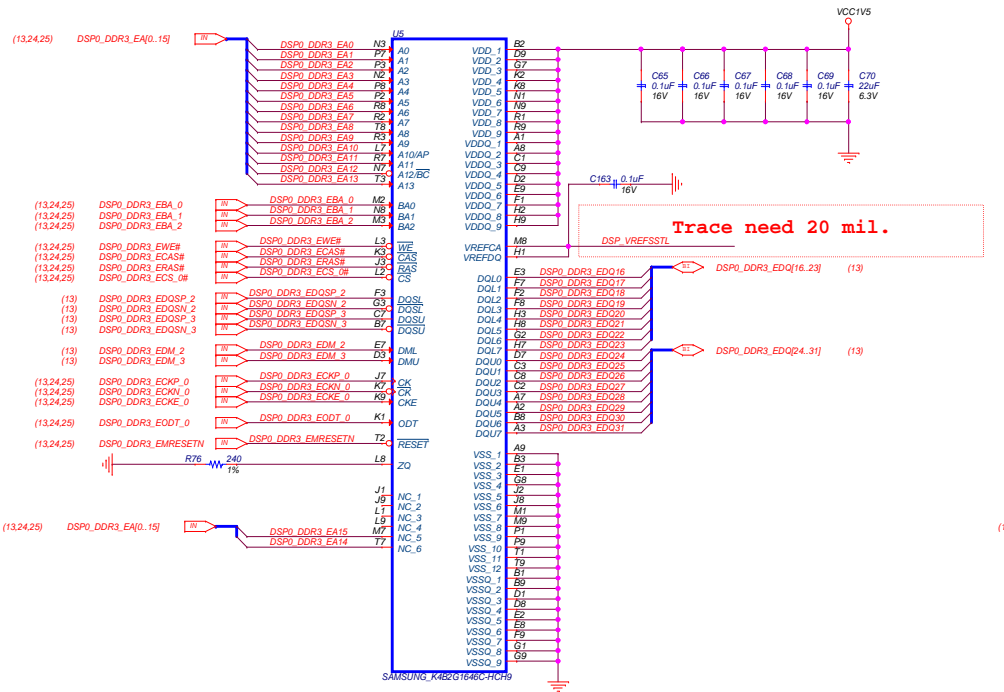 VCC1V5
U5
(13,24,25) DSP0_DDR3_EA[0..15] IN
DSP0_DDR3_EA0 N3 A0
DSP0_DDR3_EA1 P7 A1
DSP0_DDR3_EA2 P3 A2
DSP0_DDR3_EA3 N2 A3
DSP0_DDR3_EA4 P8 A4
DSP0_DDR3_EA5 P2 A5
DSP0_DDR3_EA6 R8 A6
DSP0_DDR3_EA7 R2 A7
DSP0_DDR3_EA8 T8 A8
DSP0_DDR3_EA9 R3 A9
DSP0_DDR3_EA10 L7 A10/AP
DSP0_DDR3_EA11 R7 A11
DSP0_DDR3_EA12 N7 A12/BC
DSP0_DDR3_EA13 T3 A13
(13,24,25) DSP0_DDR3_EBA_0 IN DSP0_DDR3_EBA_0 M2 BA0
(13,24,25) DSP0_DDR3_EBA_1 IN DSP0_DDR3_EBA_1 N8 BA1
(13,24,25) DSP0_DDR3_EBA_2 IN DSP0_DDR3_EBA_2 M3 BA2
(13,24,25) DSP0_DDR3_EWE# IN DSP0_DDR3_EWE# L3 WE
(13,24,25) DSP0_DDR3_ECAS# IN DSP0_DDR3_ECAS# K3 CAS
(13,24,25) DSP0_DDR3_ERAS# IN DSP0_DDR3_ERAS# J3 RAS
(13,24,25) DSP0_DDR3_ECS_0# IN DSP0_DDR3_ECS_0# L2 CS
(13) DSP0_DDR3_EDQSP_2 IN DSP0_DDR3_EDQSP_2 F3 DQSL
(13) DSP0_DDR3_EDQSN_2 IN DSP0_DDR3_EDQSN_2 G3 DQSL
(13) DSP0_DDR3_EDQSP_3 IN DSP0_DDR3_EDQSP_3 C7 DQSU
(13) DSP0_DDR3_EDQSN_3 IN DSP0_DDR3_EDQSN_3 B7 DQSU
(13) DSP0_DDR3_EDM_2 IN DSP0_DDR3_EDM_2 E7 DML
(13) DSP0_DDR3_EDM_3 IN DSP0_DDR3_EDM_3 D3 DMU
(13,24,25) DSP0_DDR3_ECKP_0 IN DSP0_DDR3_ECKP_0 J7 CK
(13,24,25) DSP0_DDR3_ECKN_0 IN DSP0_DDR3_ECKN_0 K7 CK
(13,24,25) DSP0_DDR3_ECKE_0 IN DSP0_DDR3_ECKE_0 K9 CKE
(13,24,25) DSP0_DDR3_EODT_0 IN DSP0_DDR3_EODT_0 K1 ODT
(13,24,25) DSP0_DDR3_EMRESETN IN DSP0_DDR3_EMRESETN T2 RESET
R76 240 L8 ZQ
1%
J1 NC_1
J9 NC_2
L1 NC_3
L9 NC_4
(13,24,25) DSP0_DDR3_EA[0..15] IN
DSP0_DDR3_EA15 M7 NC_5
DSP0_DDR3_EA14 T7 NC_6
VDD_1 B2
VDD_2 D9
VDD_3 G7
VDD_4 K2
VDD_5 K8
VDD_6 N1
VDD_7 N9
VDD_8 R1
VDD_9 R9
VDDQ_1 A1
VDDQ_2 A8
VDDQ_3 C1
VDDQ_4 C9
VDDQ_5 D2
VDDQ_6 E9
VDDQ_7 F1
VDDQ_8 H2
VDDQ_9 H9
C65 C66 C67 C68 C69 C70
0.1uF 0.1uF 0.1uF 0.1uF 0.1uF 22uF
16V 16V 16V 16V 16V 6.3V
C163 0.1uF
16V
Trace need 20 mil.
VREFCA M8 DSP_VREFSSTL
VREFDQ H1
DQL0 E3 DSP0_DDR3_EDQ16
DQL1 F7 DSP0_DDR3_EDQ17
DQL2 F2 DSP0_DDR3_EDQ18
DQL3 F8 DSP0_DDR3_EDQ19
DQL4 H3 DSP0_DDR3_EDQ20
DQL5 H8 DSP0_DDR3_EDQ21
DQL6 G2 DSP0_DDR3_EDQ22
DQL7 H7 DSP0_DDR3_EDQ23
DSP0_DDR3_EDQ[16..23] (13)
DQU0 D7 DSP0_DDR3_EDQ24
DQU1 C3 DSP0_DDR3_EDQ25
DQU2 C8 DSP0_DDR3_EDQ26
DQU3 C2 DSP0_DDR3_EDQ27
DQU4 A7 DSP0_DDR3_EDQ28
DQU5 A2 DSP0_DDR3_EDQ29
DQU6 B8 DSP0_DDR3_EDQ30
DQU7 A3 DSP0_DDR3_EDQ31
DSP0_DDR3_EDQ[24..31] (13)
VSS_1 A9
VSS_2 B3
VSS_3 E1
VSS_4 G8
VSS_5 J2
VSS_6 J8
VSS_7 M1
VSS_8 M9
VSS_9 P1
VSS_10 P9
VSS_11 T1
VSS_12 T9
VSSQ_1 B1
VSSQ_2 B9
VSSQ_3 D1
VSSQ_4 D8
VSSQ_5 E2
VSSQ_6 E8
VSSQ_7 F9
VSSQ_8 G1
VSSQ_9 G9
SAMSUNG_K4B2G1646C-HCH9